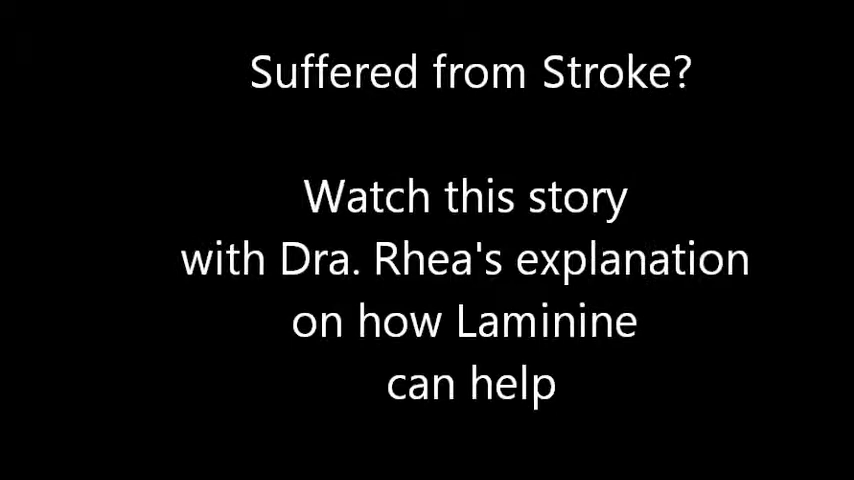 Suffered from Stroke?
Watch this story
with Dra. Rhea's explanation
on how Laminine
can help